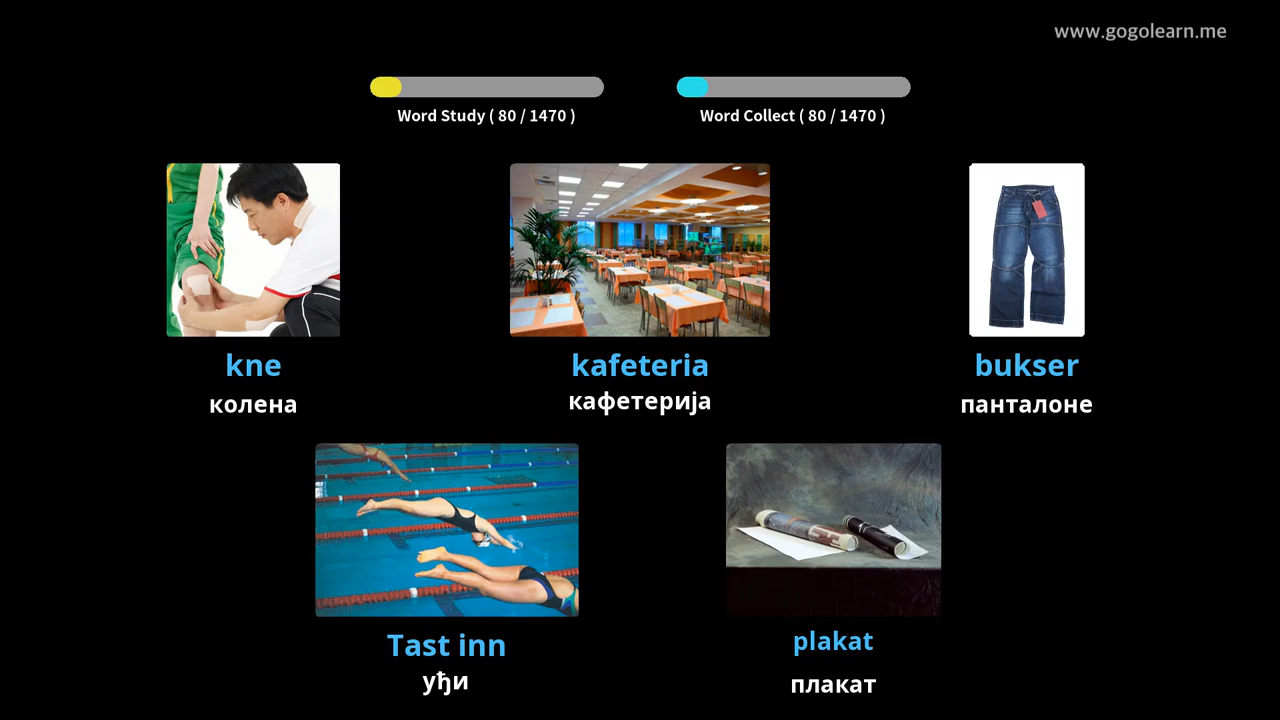 www.gogolearn.me
Word Study ( 80 / 1470 )
Word Collect ( 80 / 1470 )
kne
колена
kafeteria
кафетерија
bukser
панталоне
Tast inn
уђи
plakat
плакат